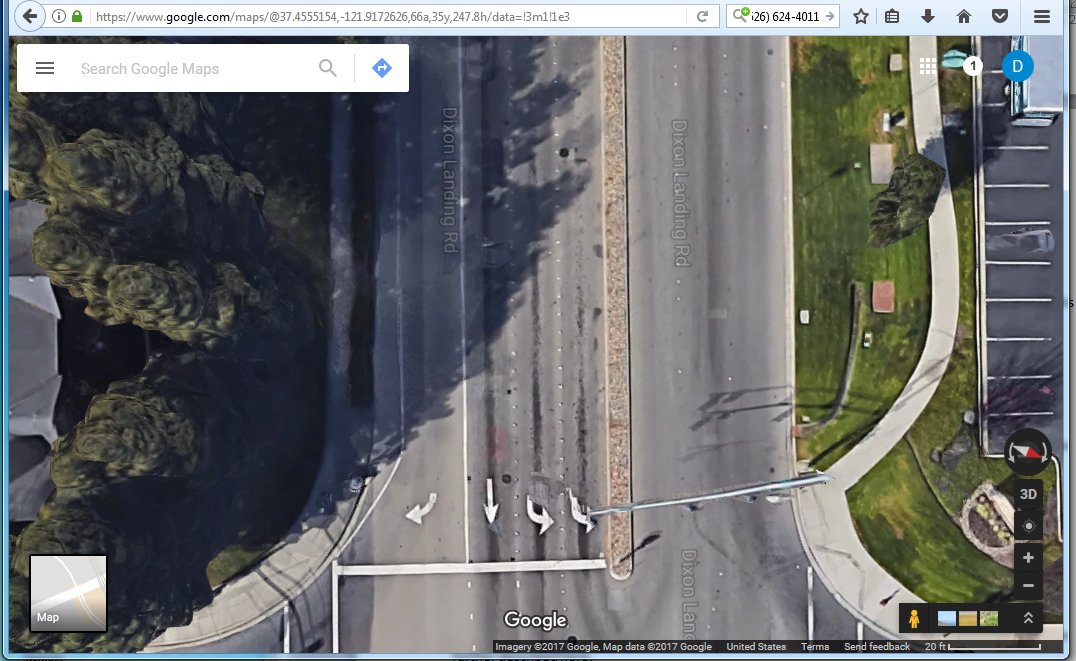 https://www.google.com/maps/@37.4555154,-121.9172626,66a,35y,247.8h/data=!3m1!1e3
26) 624-4011
Search Google Maps
1
D
Dixon Landing Rd
Dixon Landing Rd
3D
Dixon Land
Map
Google
Imagery ©2017 Google, Map data ©2017 Google United States Terms Send feedback 20 ft